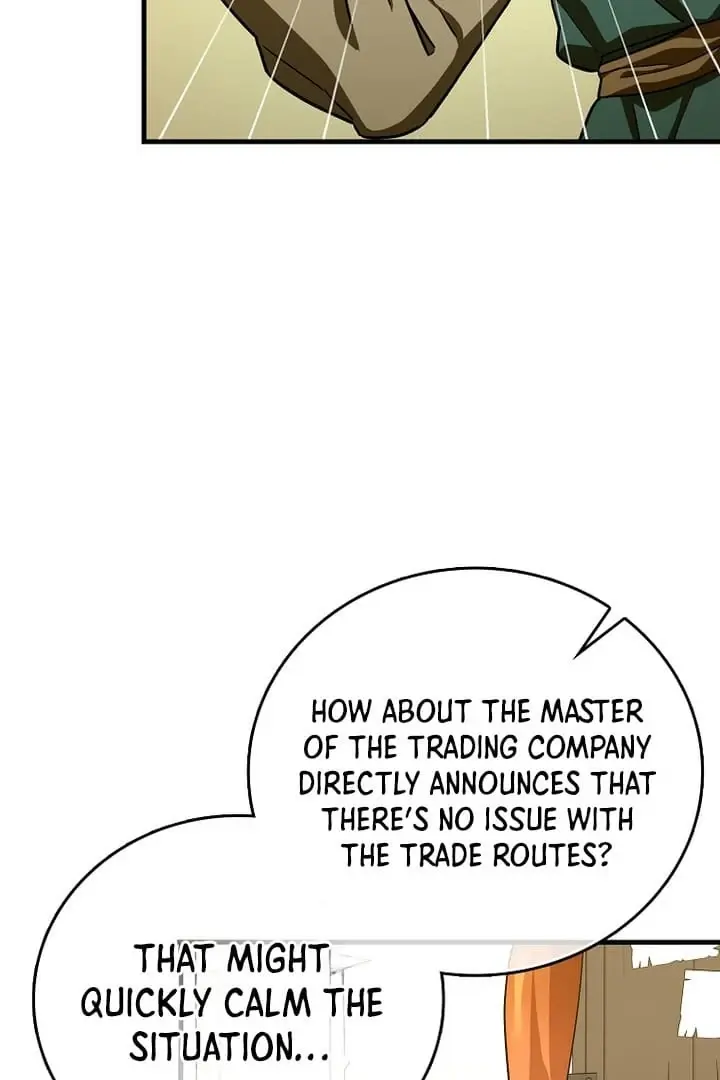 HOW ABOUT THE MASTER
OF THE TRADING COMPANY
DIRECTLY ANNOUNCES THAT
THERE'S NO ISSUE WITH
THE TRADE ROUTES?
THAT MIGHT
QUICKLY CALM THE
SITUATION...